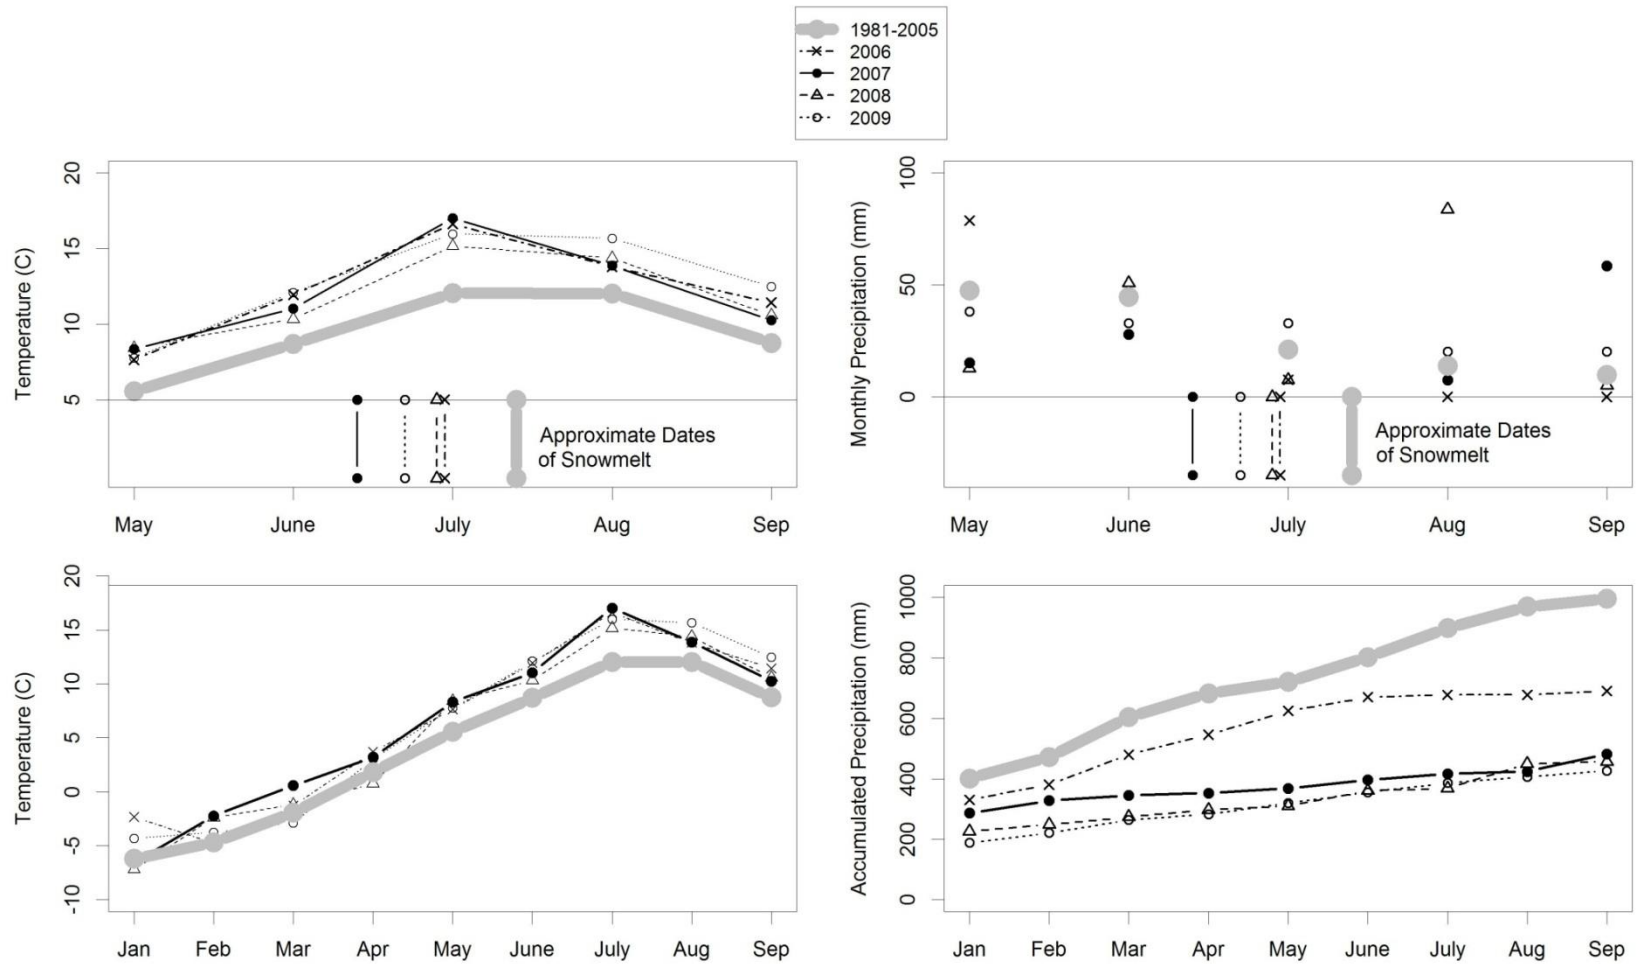 1981-2005
2006
2007
2008
2009
Temperature (C)
20
15
10
5
Approximate Dates
of Snowmelt
May June July Aug Sep
Monthly Precipitation (mm)
100
50
0
Approximate Dates
of Snowmelt
May June July Aug Sep
Temperature (C)
20
15
10
5
0
-5
-10
Jan Feb Mar Apr May June July Aug Sep
Accumulated Precipitation (mm)
1000
800
600
400
200
0
Jan Feb Mar Apr May June July Aug Sep